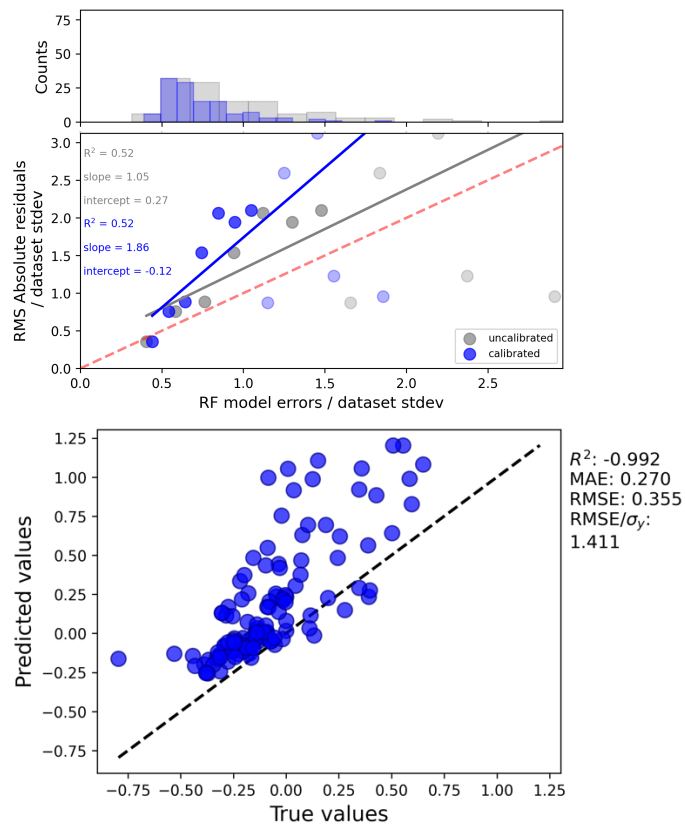 75
50
25
0
Counts
3.0
2.5
2.0
1.5
1.0
0.5
0.0
RMS Absolute residuals
/ dataset stdev
R² = 0.52
slope = 1.05
intercept = 0.27
R² = 0.52
slope = 1.86
intercept = -0.12
uncalibrated
calibrated
0.0 0.5 1.0 1.5 2.0 2.5
RF model errors / dataset stdev
1.25
1.00
0.75
0.50
0.25
0.00
−0.25
−0.50
−0.75
Predicted values
−0.75 −0.50 −0.25 0.00 0.25 0.50 0.75 1.00 1.25
True values
R²: -0.992
MAE: 0.270
RMSE: 0.355
RMSE/σy:
1.411